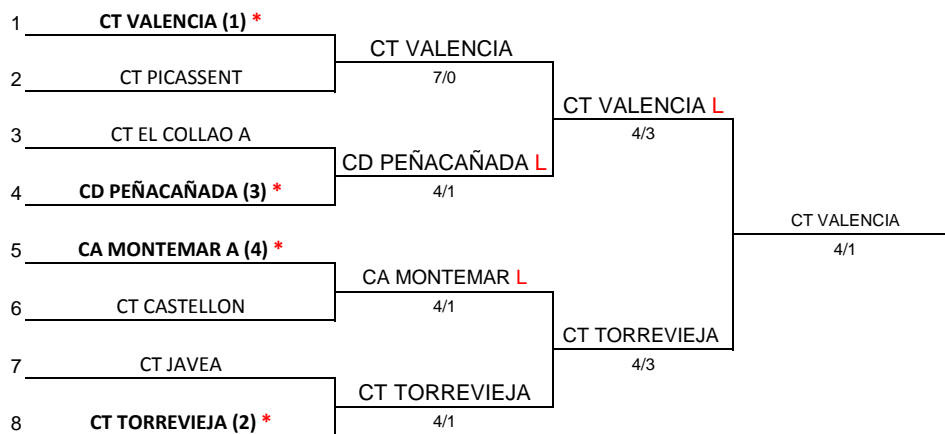 1 CT VALENCIA (1) *
CT VALENCIA
7/0
2 CT PICASSENT
CT VALENCIA L
4/3
3 CT EL COLLAO A
CD PEÑACAÑADA L
4/1
4 CD PEÑACAÑADA (3) *
CT VALENCIA
4/1
5 CA MONTEMAR A (4) *
CA MONTEMAR L
4/1
6 CT CASTELLON
CT TORREVIEJA
4/3
7 CT JAVEA
CT TORREVIEJA
4/1
8 CT TORREVIEJA (2) *